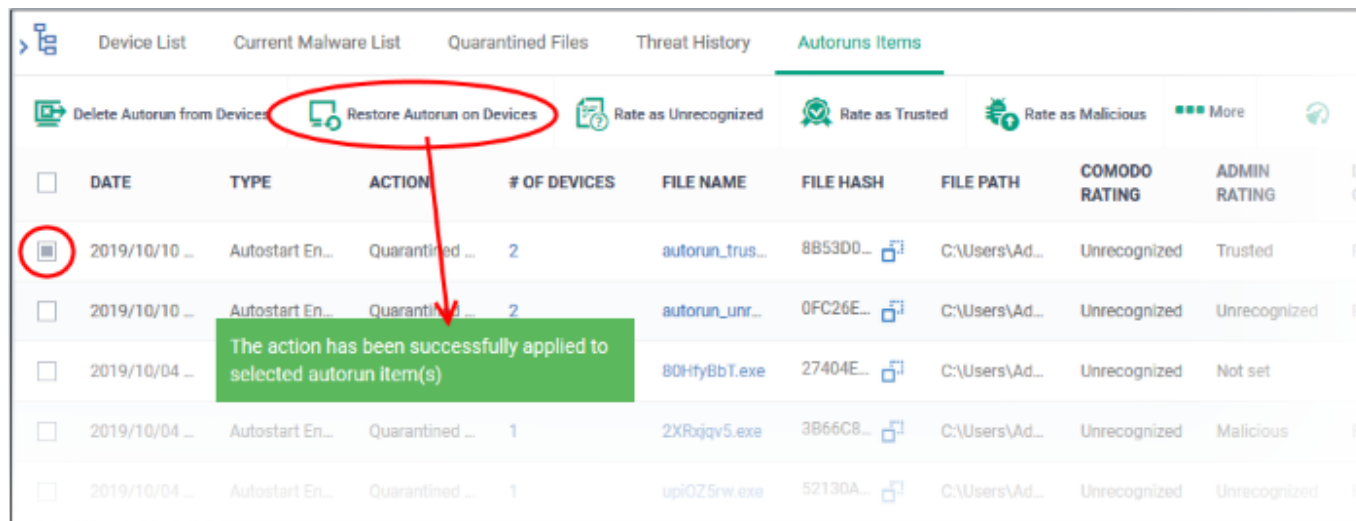 Device List Current Malware List Quarantined Files Threat History Autoruns Items
Delete Autorun from Devices Restore Autorun on Devices Rate as Unrecognized Rate as Trusted Rate as Malicious More
DATE TYPE ACTION # OF DEVICES FILE NAME FILE HASH FILE PATH COMODO RATING ADMIN RATING
2019/10/10 ... Autostart En... Quarantined ... 2 autorun_trus... 8B53D0... C:\Users\Ad... Unrecognized Trusted
2019/10/10 ... Autostart En... Quarantined ... 2 autorun_unr... 0FC26E... C:\Users\Ad... Unrecognized Unrecognized
The action has been successfully applied to
selected autorun item(s)
2019/10/04 ... 80HfyBbT.exe 27404E... C:\Users\Ad... Unrecognized Not set
2019/10/04 ... Autostart En... Quarantined ... 1 2XRxjqv5.exe 3B66C8... C:\Users\Ad... Unrecognized Malicious
2019/10/04 ... Autostart En... Quarantined ... 1 upiOZ5rw.exe 52130A... C:\Users\Ad... Unrecognized Unrecognized